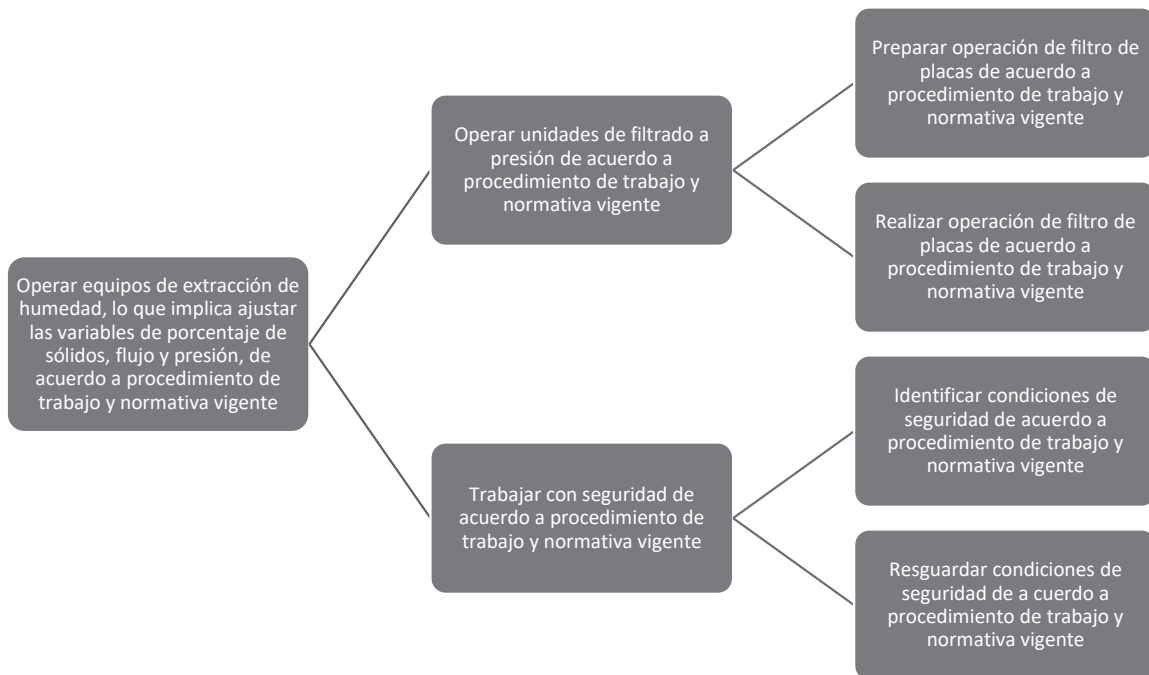 Operar equipos de extracción de
humedad, lo que implica ajustar
las variables de porcentaje de
sólidos, flujo y presión, de
acuerdo a procedimiento de
trabajo y normativa vigente
Operar unidades de filtrado a
presión de acuerdo a
procedimiento de trabajo y
normativa vigente
Preparar operación de filtro de
placas de acuerdo a
procedimiento de trabajo y
normativa vigente
Realizar operación de filtro de
placas de acuerdo a
procedimiento de trabajo y
normativa vigente
Trabajar con seguridad de
acuerdo a procedimiento de
trabajo y normativa vigente
Identificar condiciones de
seguridad de acuerdo a
procedimiento de trabajo y
normativa vigente
Resguardar condiciones de
seguridad de a cuerdo a
procedimiento de trabajo y
normativa vigente